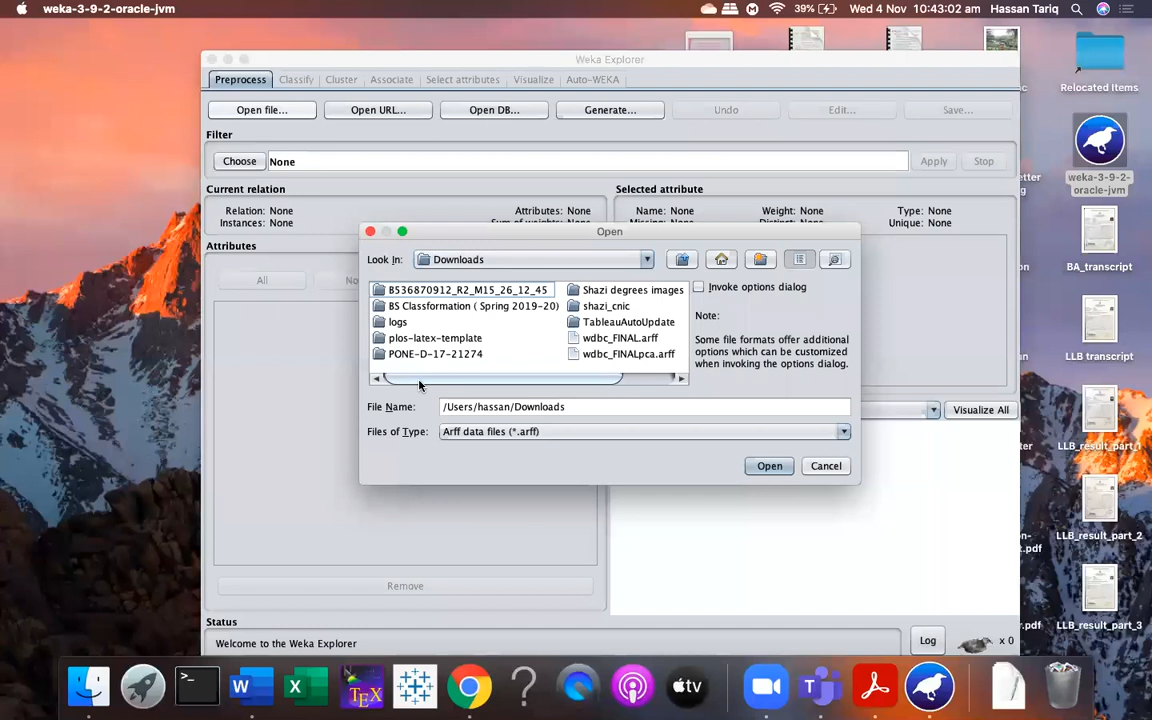 weka-3-9-2-oracle-jvm
39%
Wed 4 Nov 10:43:02 am
Hassan Tariq
Weka Explorer
Preprocess
Classify
Cluster
Associate
Select attributes
Visualize
Auto-WEKA
Open file...
Open URL...
Open DB...
Generate...
Undo
Edit...
Save...
Filter
Choose
None
Apply
Stop
Current relation
Relation: None
Instances: None
Attributes: None
Selected attribute
Name: None
Weight: None
Type: None
Unique: None
Attributes
All
Open
Look In:
Downloads
B536870912_R2_M15_26_12_45
BS Classformation ( Spring 2019-20)
logs
plos-latex-template
PONE-D-17-21274
Shazi degrees images
shazi_cnic
TableauAutoUpdate
wdbc_FINAL.arff
wdbc_FINALpca.arff
Invoke options dialog
Note:
Some file formats offer additional
options which can be customized
when invoking the options dialog.
File Name:
/Users/hassan/Downloads
Files of Type:
Arff data files (*.arff)
Open
Cancel
Visualize All
Remove
Status
Welcome to the Weka Explorer
Log
x 0
Relocated Items
weka-3-9-2-
oracle-jvm
BA_transcript
LLB transcript
LLB_result_part_1
LLB_result_part_2
LLB_result_part_3
.pdf
W
X
TEX
tv
T